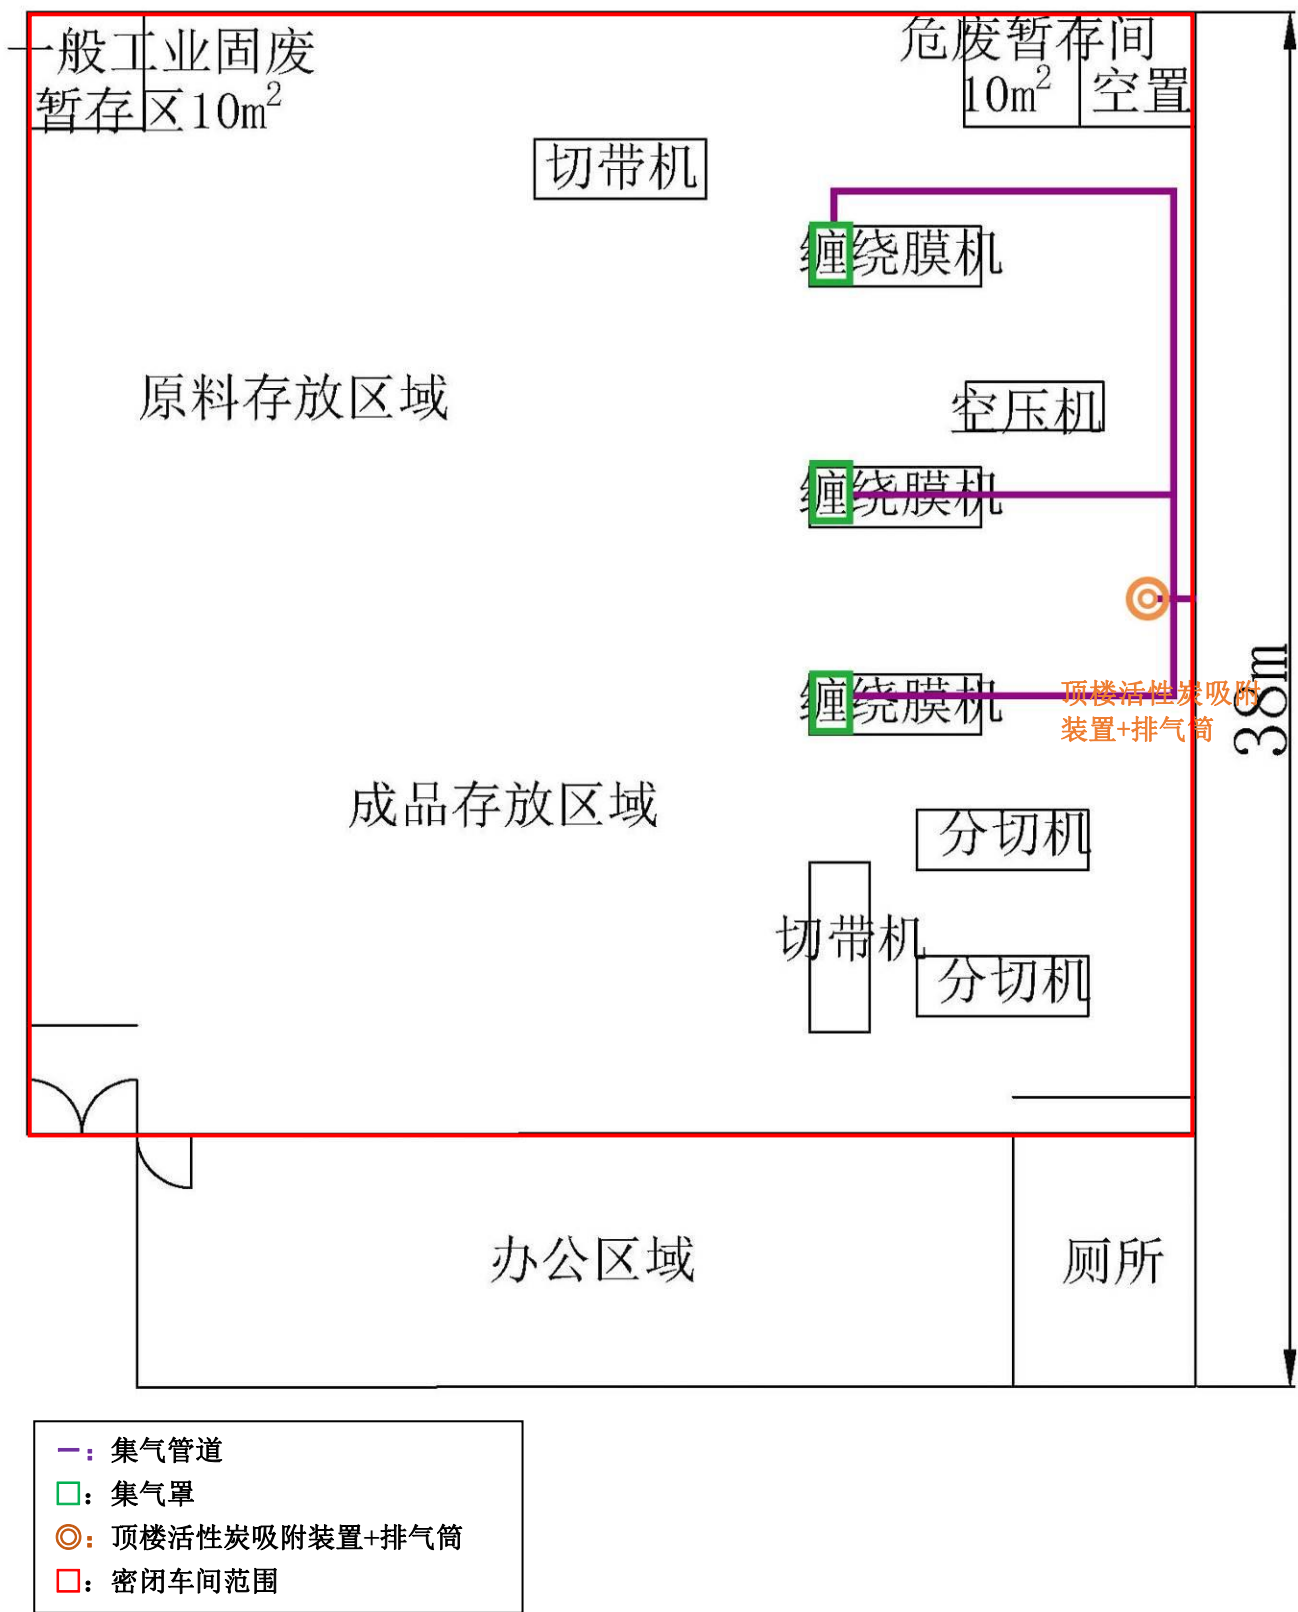 一般工业固废
暂存区10m²
危废暂存间
10m²
空置
切带机
缠绕膜机
原料存放区域
空压机
缠绕膜机
38m
缠绕膜机
顶楼活性炭吸附
装置+排气筒
成品存放区域
分切机
切带机
分切机
办公区域
厕所
一：集气管道
□：集气罩
◎：顶楼活性炭吸附装置+排气筒
□：密闭车间范围